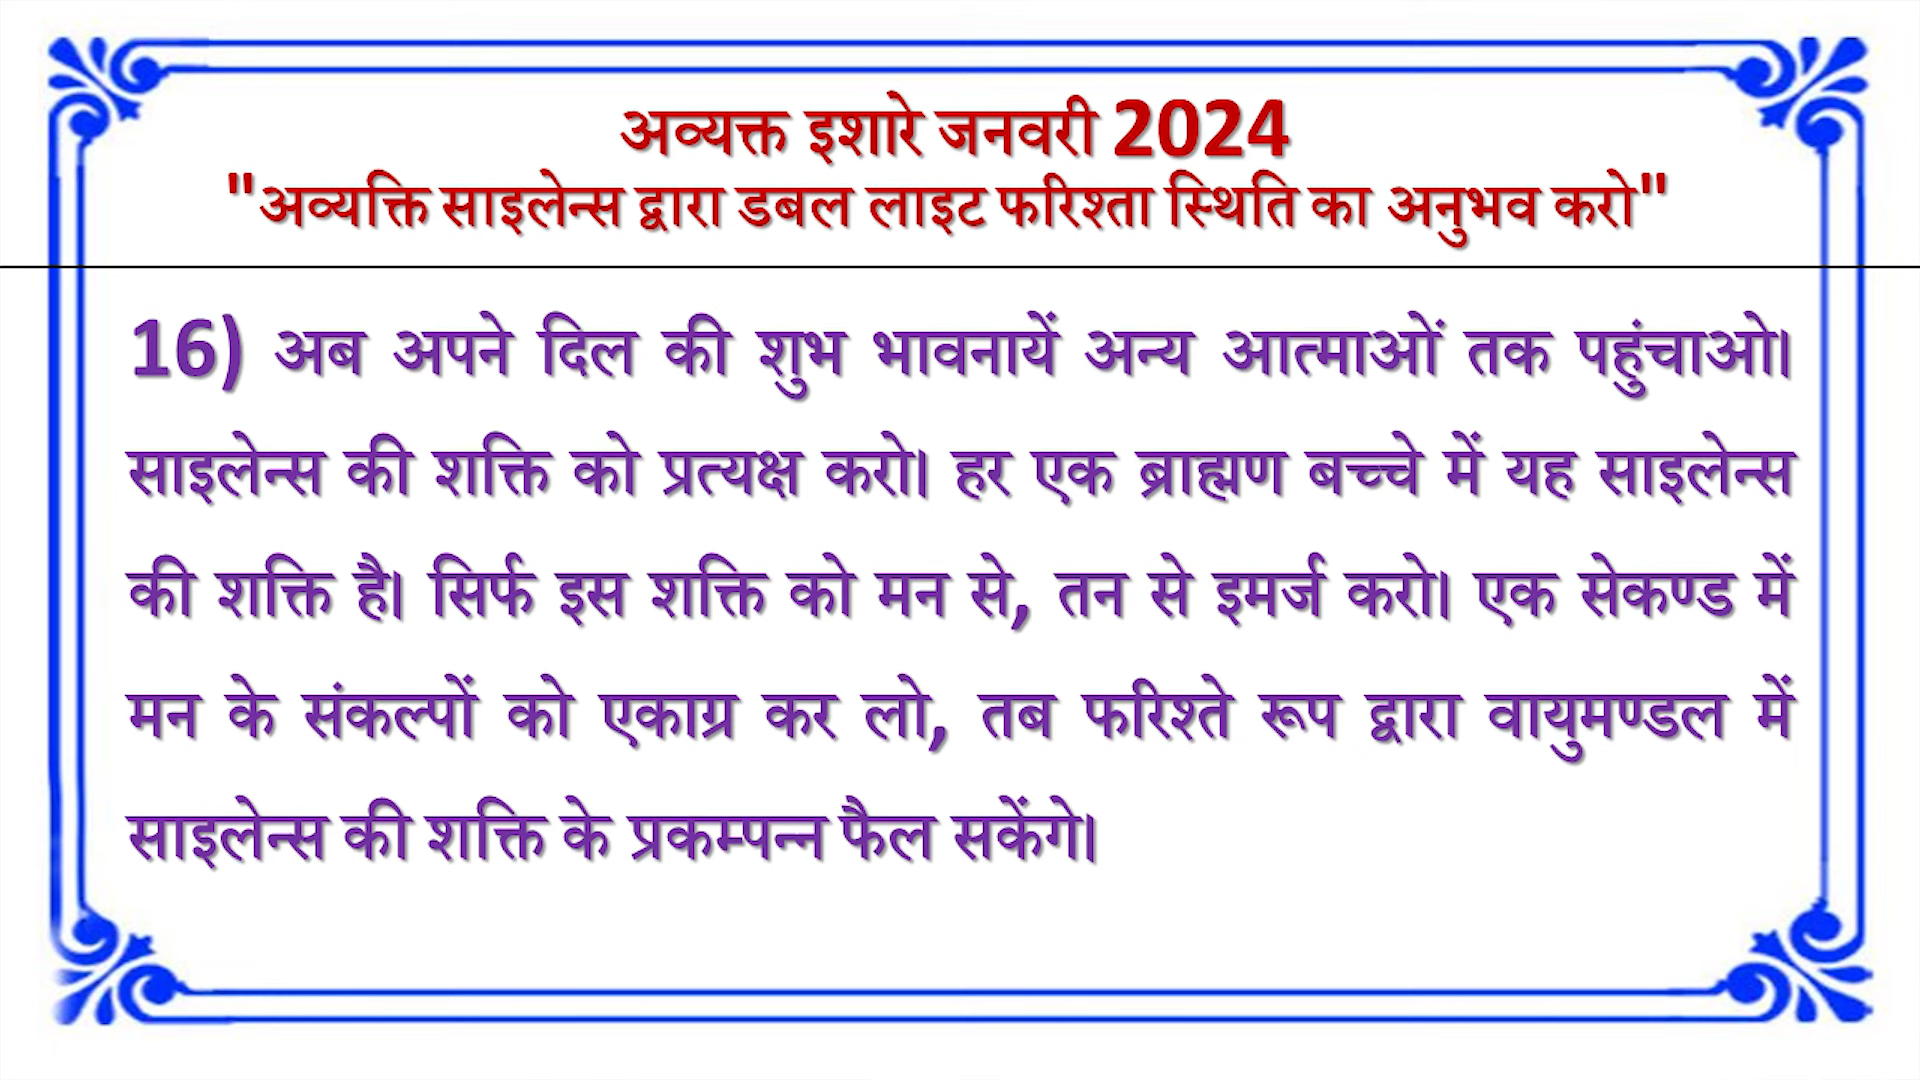 अव्यक्त इशारे जनवरी 2024
"अव्यक्ति साइलेन्स द्वारा डबल लाइट फरिश्ता स्थिति का अनुभव करो"
16) अब अपने दिल की शुभ भावनायें अन्य आत्माओं तक पहुंचाओ।
साइलेन्स की शक्ति को प्रत्यक्ष करो। हर एक ब्राह्मण बच्चे में यह साइलेन्स
की शक्ति है। सिर्फ इस शक्ति को मन से, तन से इमर्ज करो। एक सेकण्ड में
मन के संकल्पों को एकाग्र कर लो, तब फरिश्ते रूप द्वारा वायुमण्डल में
साइलेन्स की शक्ति के प्रकम्पन्न फैल सकेंगे।